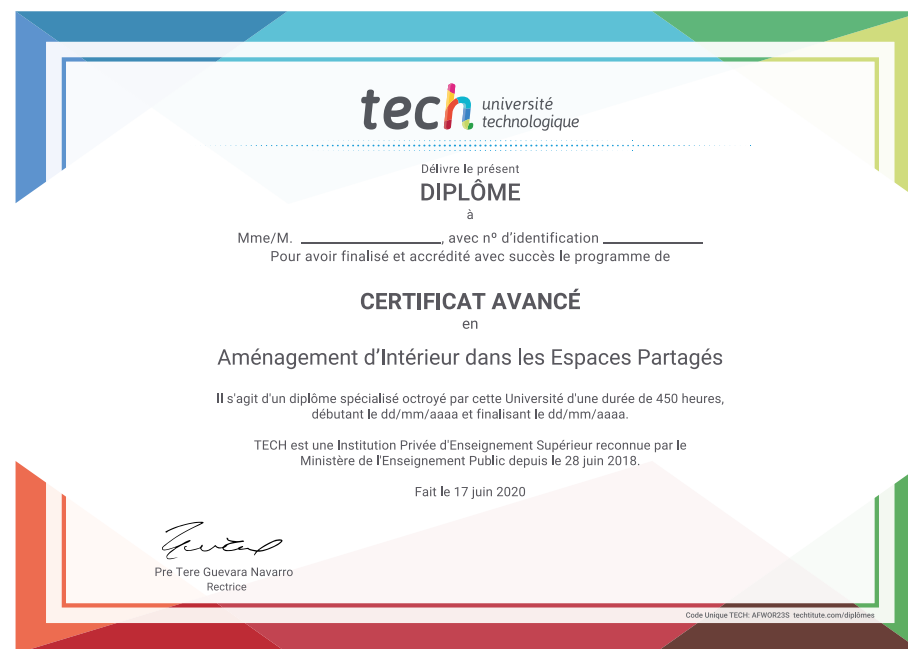 tech université
technologique
Délivre le présent
DIPLÔME
à
Mme/M. ____________________, avec nº d'identification ______________
Pour avoir finalisé et accrédité avec succès le programme de
CERTIFICAT AVANCÉ
en
Aménagement d'Intérieur dans les Espaces Partagés
Il s'agit d'un diplôme spécialisé octroyé par cette Université d'une durée de 450 heures,
débutant le dd/mm/aaaa et finalisant le dd/mm/aaaa.
TECH est une Institution Privée d'Enseignement Supérieur reconnue par le
Ministère de l'Enseignement Public depuis le 28 juin 2018.
Fait le 17 juin 2020
Pre Tere Guevara Navarro
Rectrice
Code Unique TECH: AFWOR23S techtitute.com/diplômes